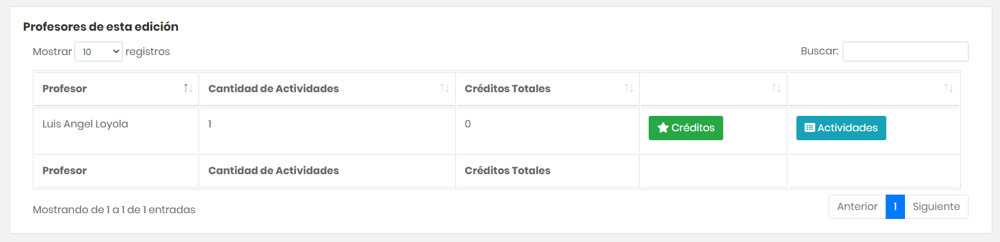 Profesores de esta edición
Mostrar 10 registros Buscar:
Profesor Cantidad de Actividades Créditos Totales
Luis Angel Loyola 1 0 Créditos Actividades
Profesor Cantidad de Actividades Créditos Totales
Mostrando de 1 a 1 de 1 entradas Anterior 1 Siguiente